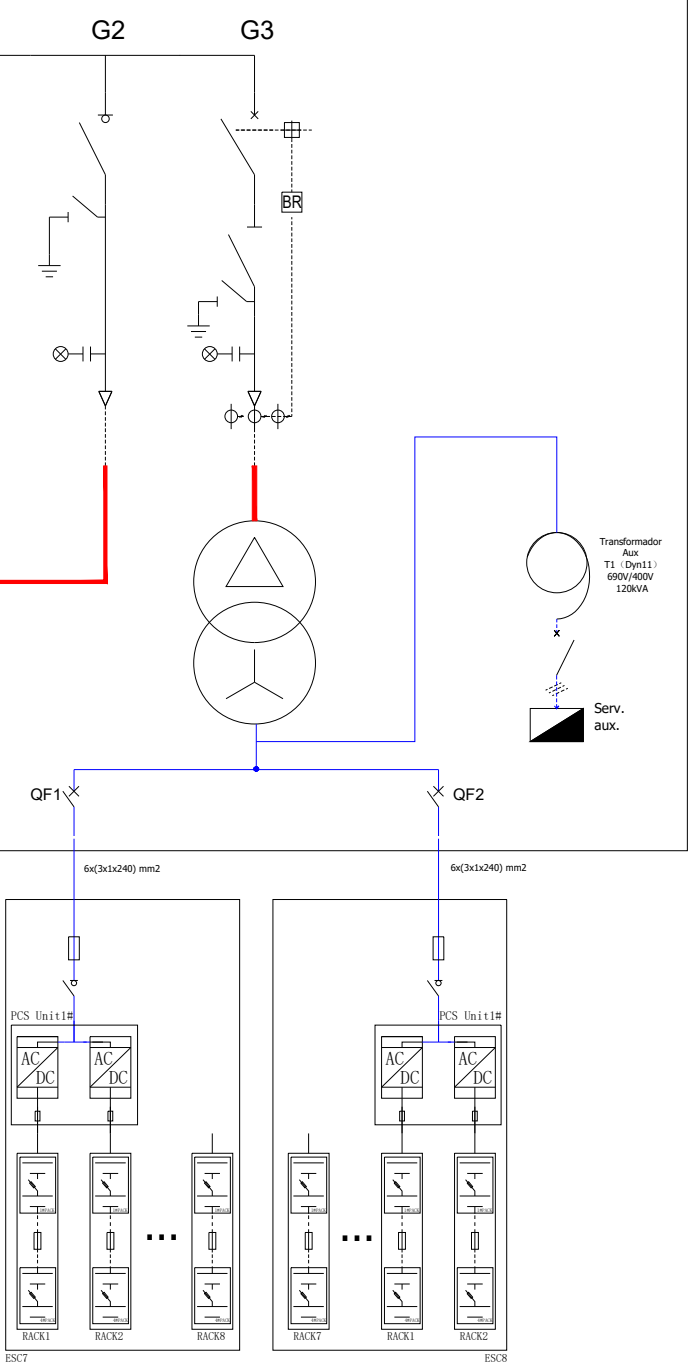 G2
G3
BR
Transformador
Aux
T1（Dyn11）
690V/400V
120kVA
Serv.
aux.
QF1
QF2
6x(3x1x240) mm2
6x(3x1x240) mm2
PCS Unit1#
PCS Unit1#
AC
DC
AC
DC
AC
DC
AC
DC
...
...
RACK1
RACK2
RACK8
RACK7
RACK1
RACK2
ESC7
ESC8